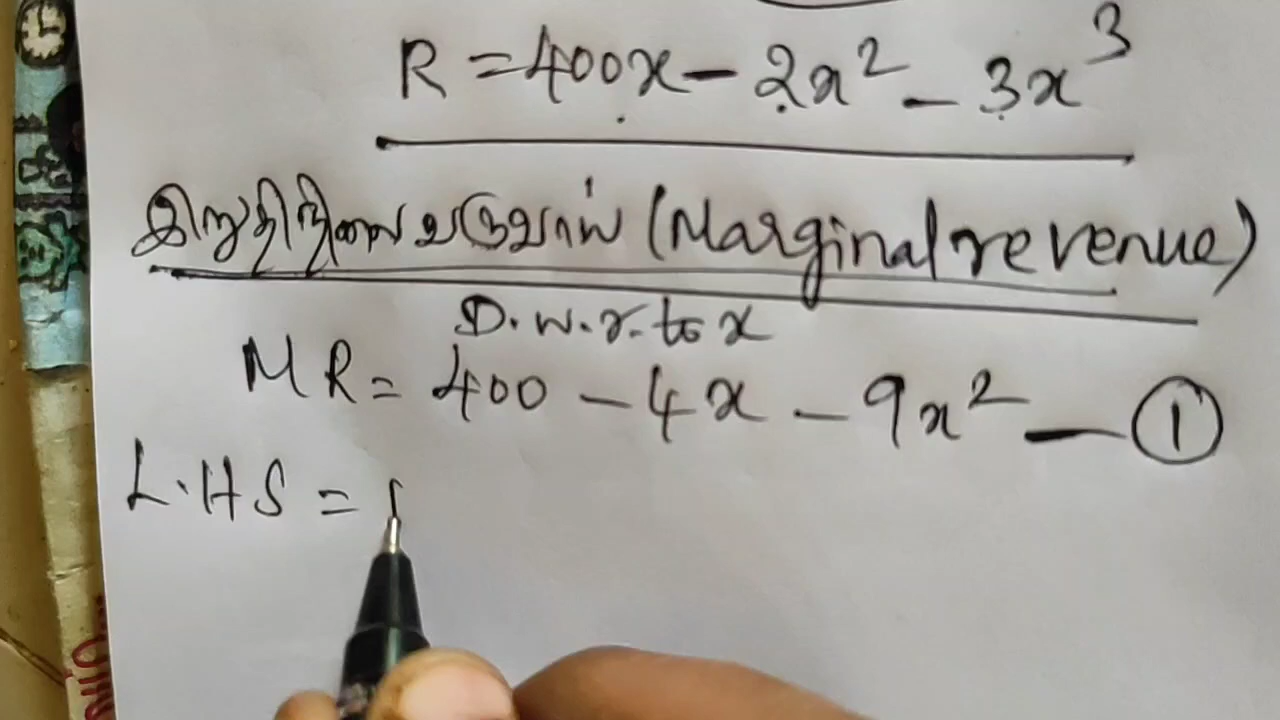 R = 400x - 2x² - 3x³
இறுதிநிலை வருவாய் (Marginal revenue)
D.w.r.to x
MR = 400 - 4x - 9x² — ①
L.HS =